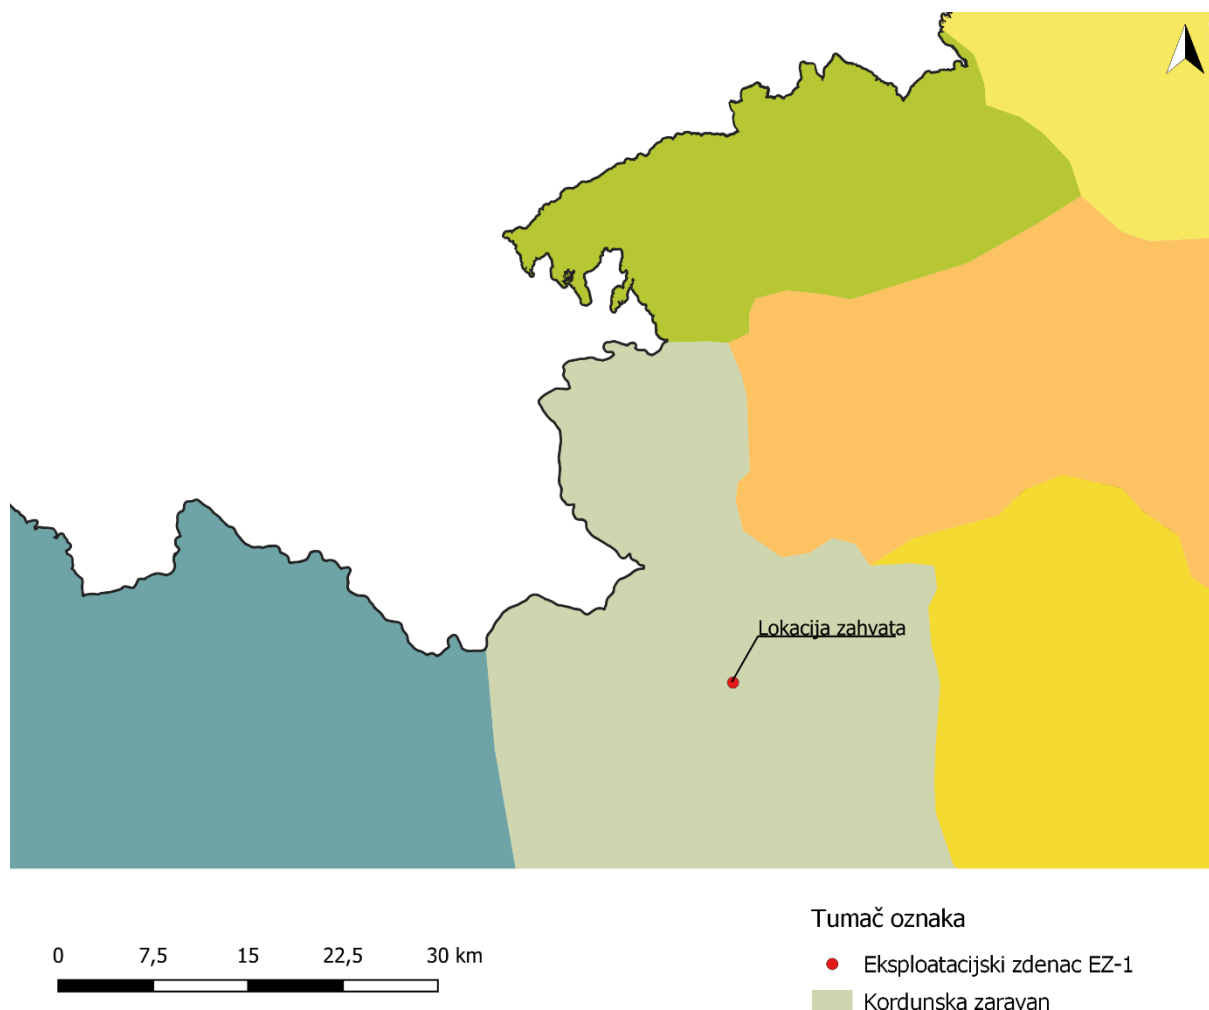 Lokacija zahvata
Tumač oznaka
0 7,5 15 22,5 30 km
Eksploatacijski zdenac EZ-1
Kordunska zaravan